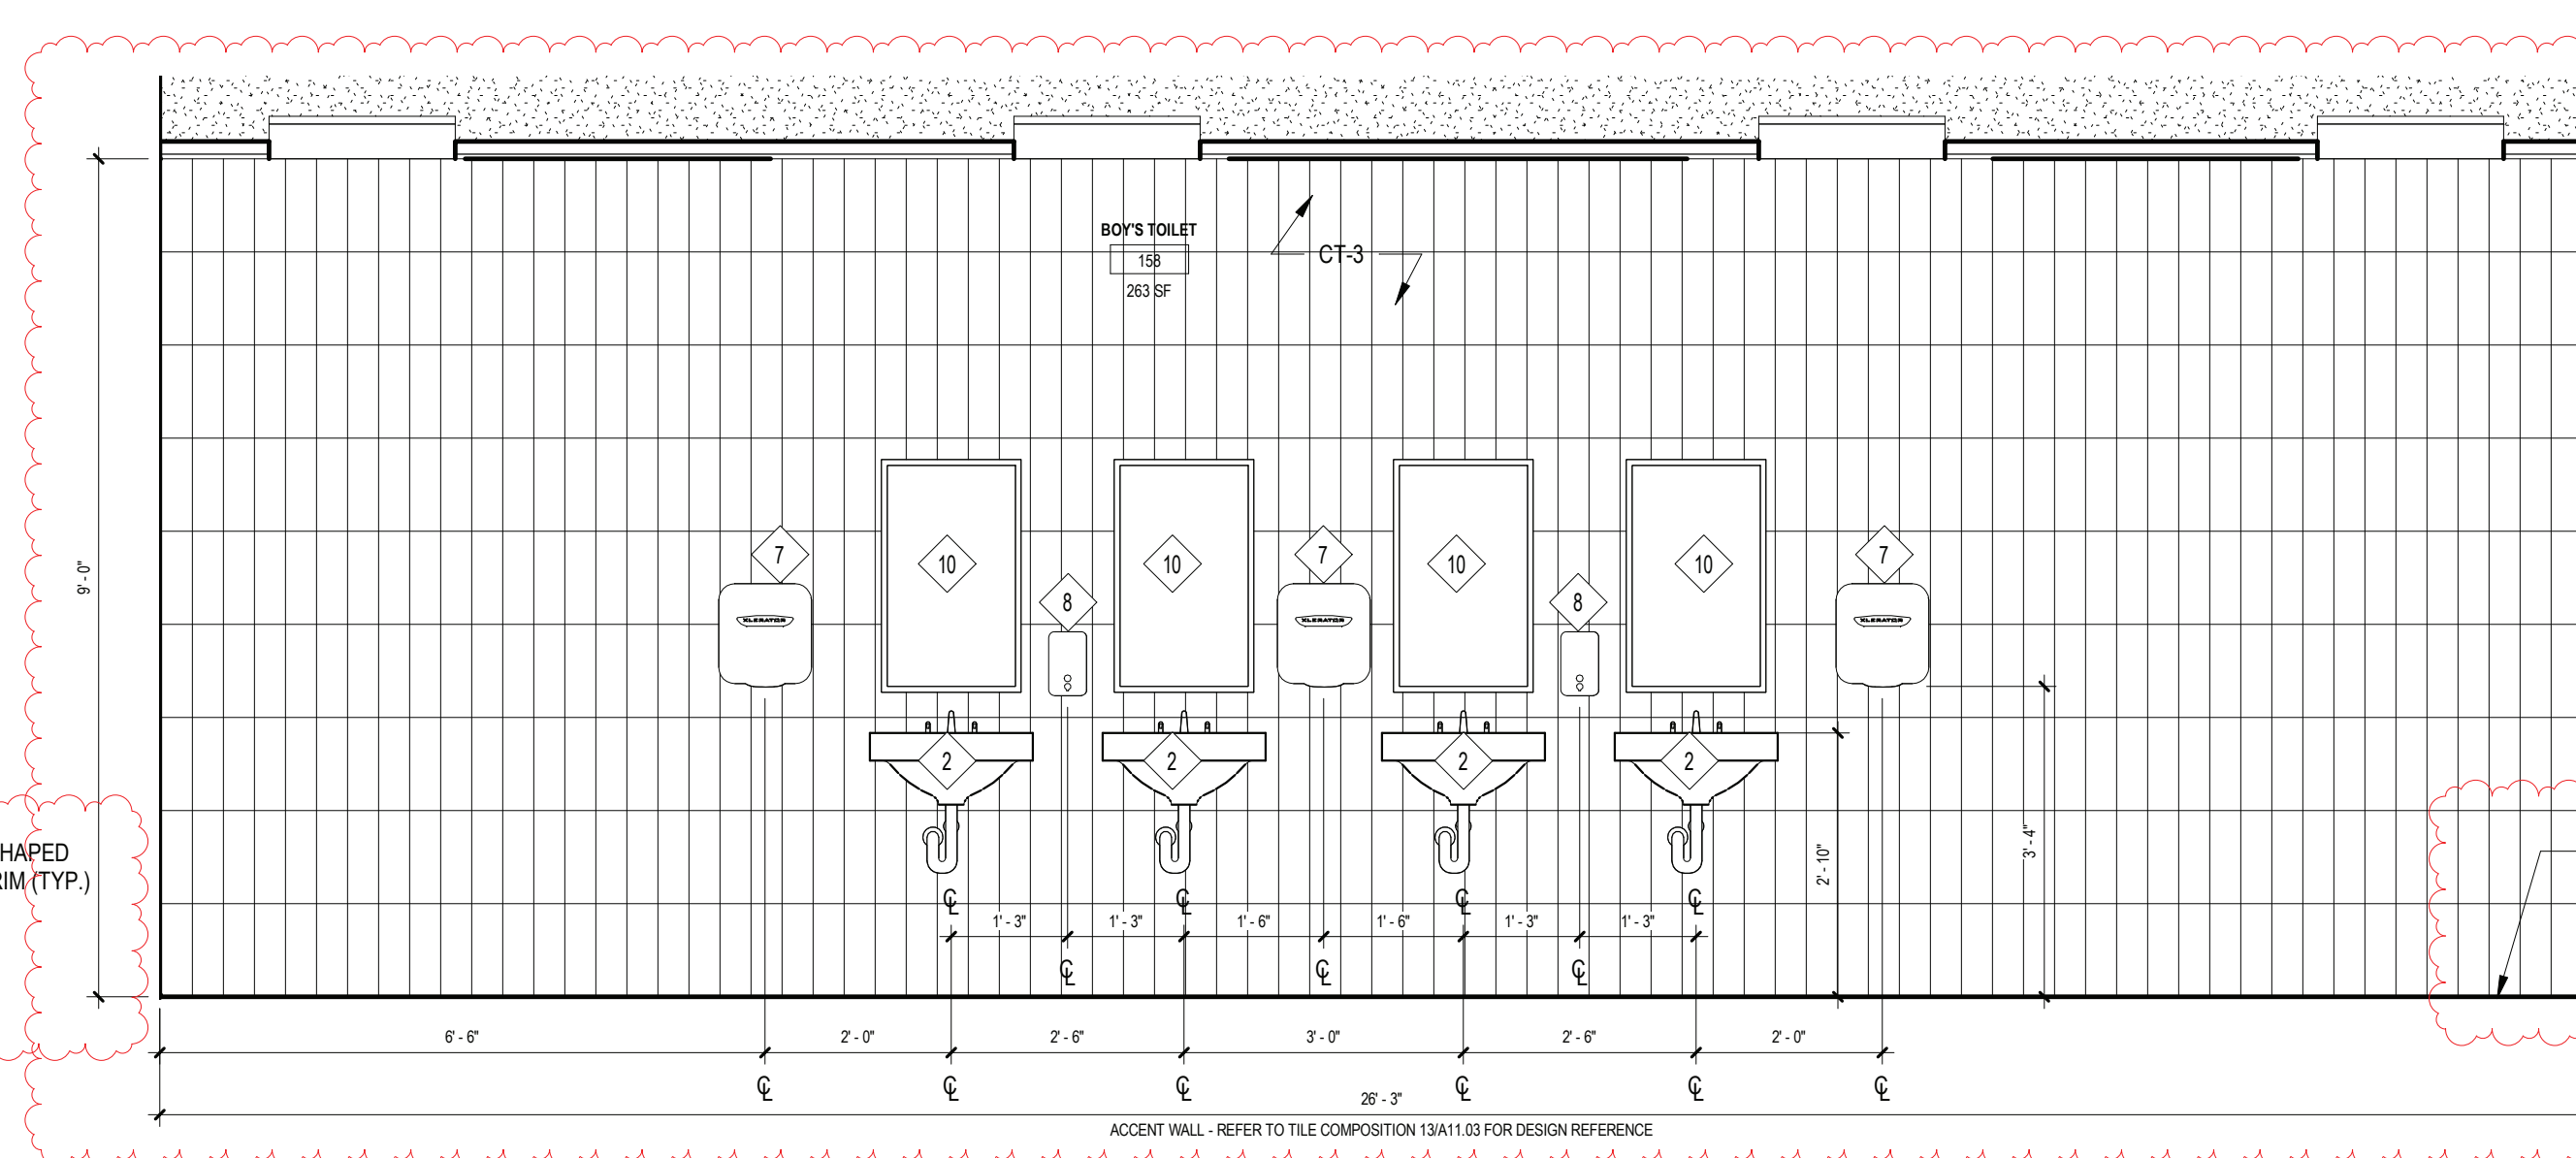 BOY'S TOILET
158
263 SF
CT-3
9' - 0"
7
10
8
10
7
10
8
10
7
XLERATOR
XLERATOR
XLERATOR
2
2
2
2
HAPED
RIM (TYP.)
2' - 10"
3' - 4"
℄ ℄ ℄ ℄
1' - 3" 1' - 3" 1' - 6" 1' - 6" 1' - 3" 1' - 3"
℄ ℄ ℄
6' - 6" 2' - 0" 2' - 6" 3' - 0" 2' - 6" 2' - 0"
℄ ℄ ℄ ℄ ℄ ℄
26' - 3"
ACCENT WALL - REFER TO TILE COMPOSITION 13/A11.03 FOR DESIGN REFERENCE